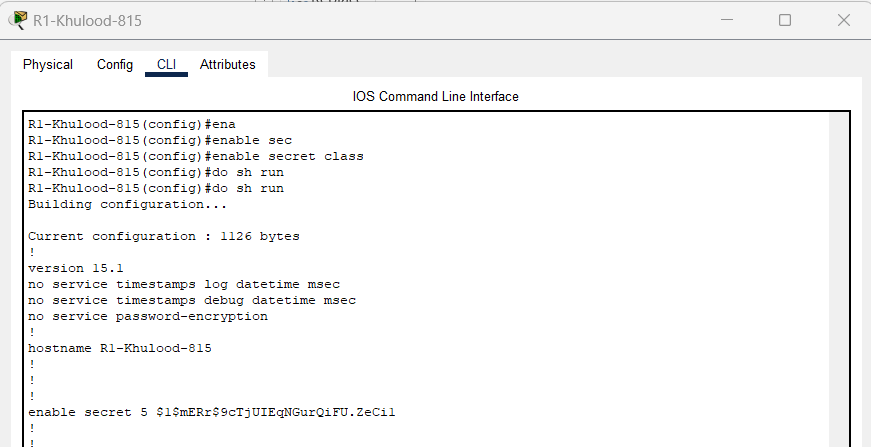 R1-Khulood-815
Physical Config CLI Attributes
IOS Command Line Interface
R1-Khulood-815(config)#ena
R1-Khulood-815(config)#enable sec
R1-Khulood-815(config)#enable secret class
R1-Khulood-815(config)#do sh run
R1-Khulood-815(config)#do sh run
Building configuration...
Current configuration : 1126 bytes
!
version 15.1
no service timestamps log datetime msec
no service timestamps debug datetime msec
no service password-encryption
!
hostname R1-Khulood-815
!
!
!
enable secret 5 $1$mERr$9cTjUIEqNGurQiFU.ZeCi1
!
!